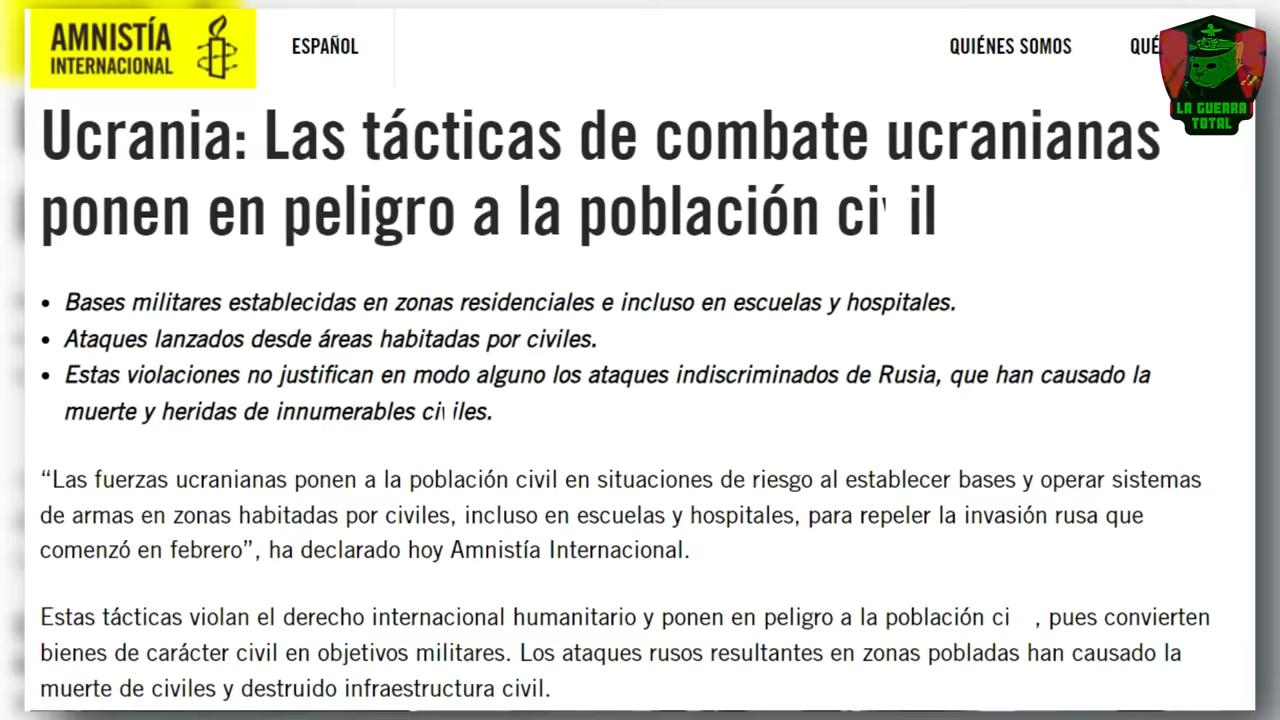 AMNISTÍA
INTERNACIONAL
ESPAÑOL
QUIÉNES SOMOS
QUÉ
LA GUERRA
TOTAL
Ucrania: Las tácticas de combate ucranianas
ponen en peligro a la población civil
• Bases militares establecidas en zonas residenciales e incluso en escuelas y hospitales.
• Ataques lanzados desde áreas habitadas por civiles.
• Estas violaciones no justifican en modo alguno los ataques indiscriminados de Rusia, que han causado la
muerte y heridas de innumerables civiles.
“Las fuerzas ucranianas ponen a la población civil en situaciones de riesgo al establecer bases y operar sistemas
de armas en zonas habitadas por civiles, incluso en escuelas y hospitales, para repeler la invasión rusa que
comenzó en febrero”, ha declarado hoy Amnistía Internacional.
Estas tácticas violan el derecho internacional humanitario y ponen en peligro a la población ci , pues convierten
bienes de carácter civil en objetivos militares. Los ataques rusos resultantes en zonas pobladas han causado la
muerte de civiles y destruido infraestructura civil.